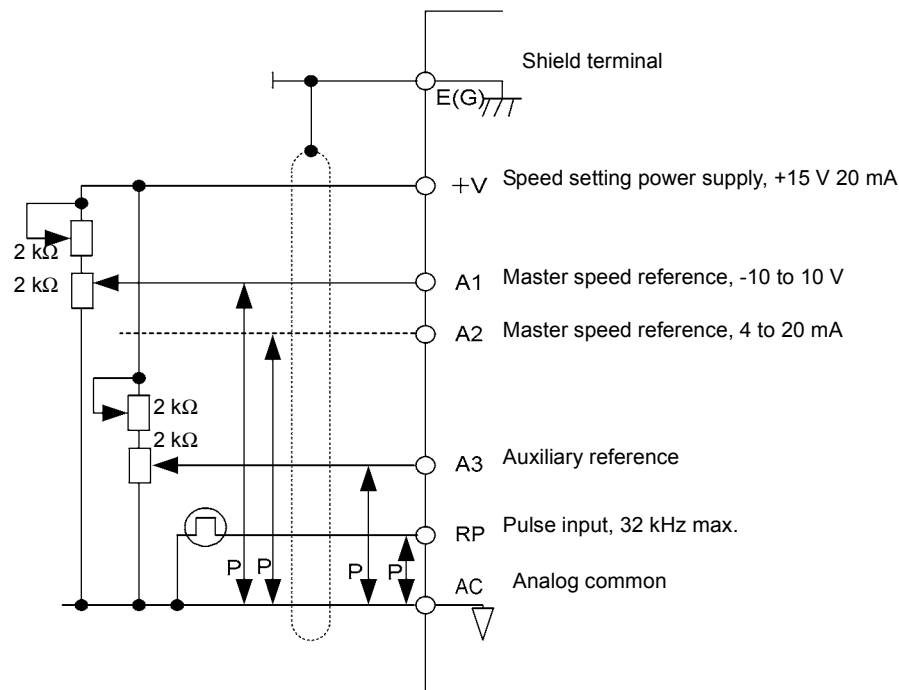 Shield terminal
E(G)
+V Speed setting power supply, +15 V 20 mA
2 kΩ
2 kΩ
A1 Master speed reference, -10 to 10 V
A2 Master speed reference, 4 to 20 mA
2 kΩ
2 kΩ
A3 Auxiliary reference
RP Pulse input, 32 kHz max.
P P P P
AC Analog common